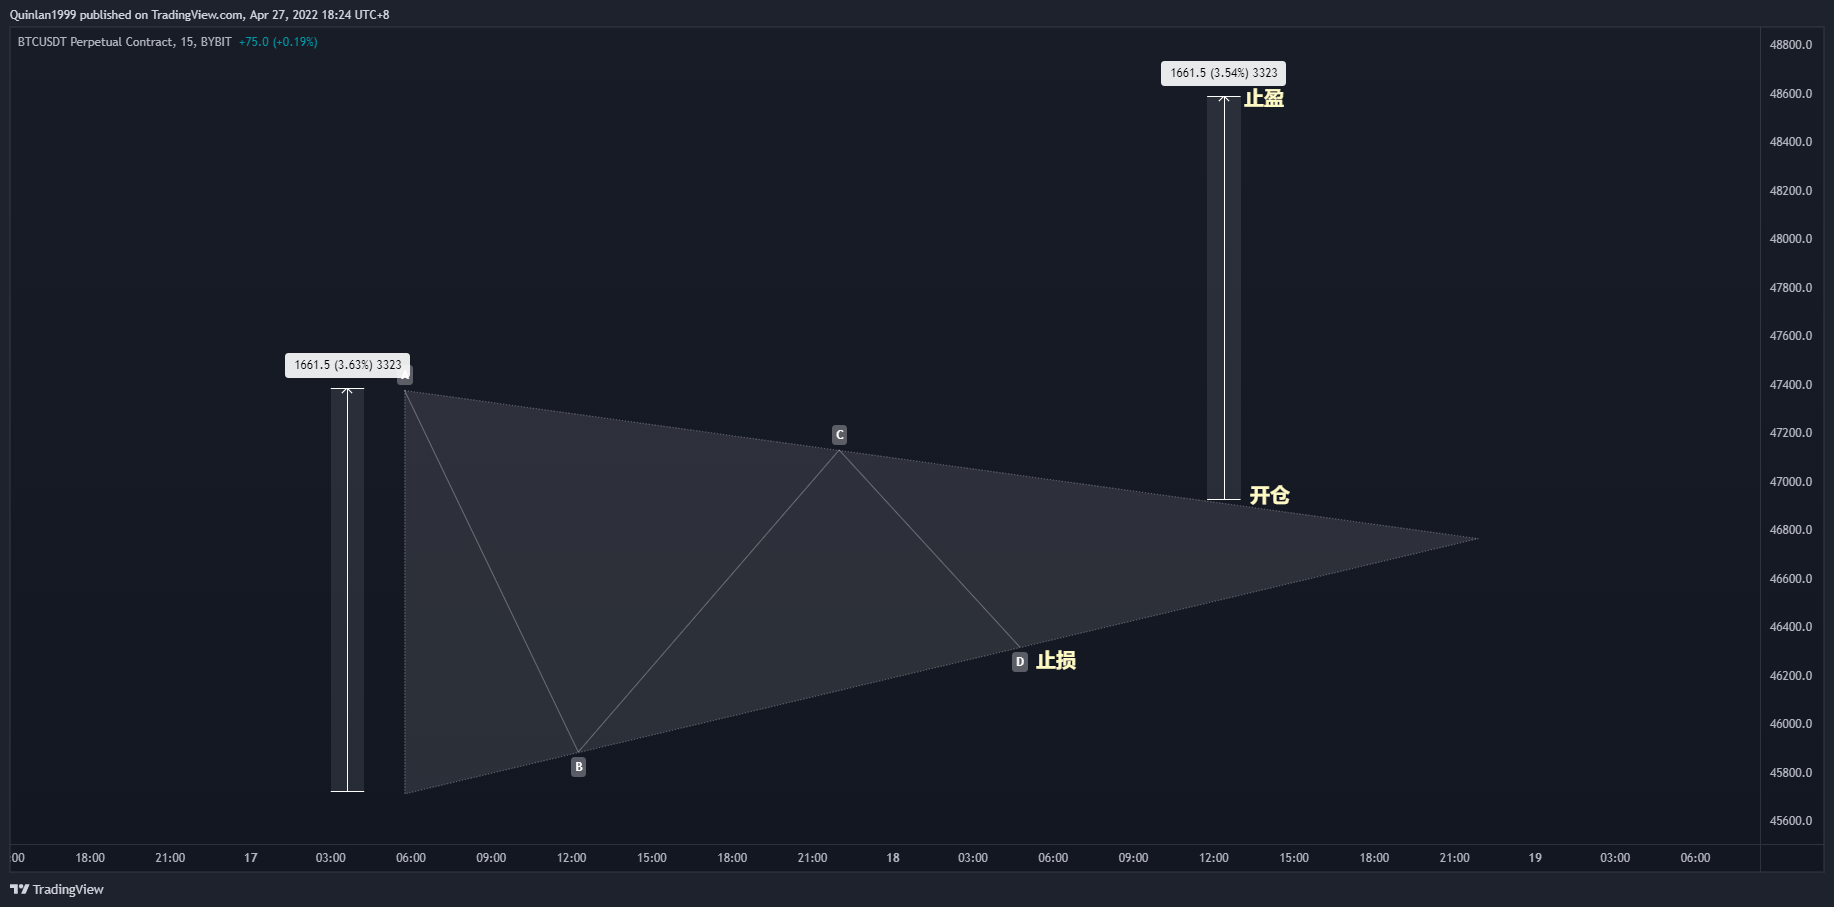 Quinlan1999 published on TradingView.com, Apr 27, 2022 18:24 UTC+8
BTCUSDT Perpetual Contract, 15, BYBIT +75.0 (+0.19%)
48800.0
1661.5 (3.54%) 3323
止盈
48600.0
48400.0
48200.0
48000.0
47800.0
47600.0
1661.5 (3.63%) 3323
A
47400.0
C
47200.0
47000.0
开仓
46800.0
46600.0
46400.0
D 止损
46200.0
46000.0
B
45800.0
45600.0
:00 18:00 21:00 17 03:00 06:00 09:00 12:00 15:00 18:00 21:00 18 03:00 06:00 09:00 12:00 15:00 18:00 21:00 19 03:00 06:00
TradingView